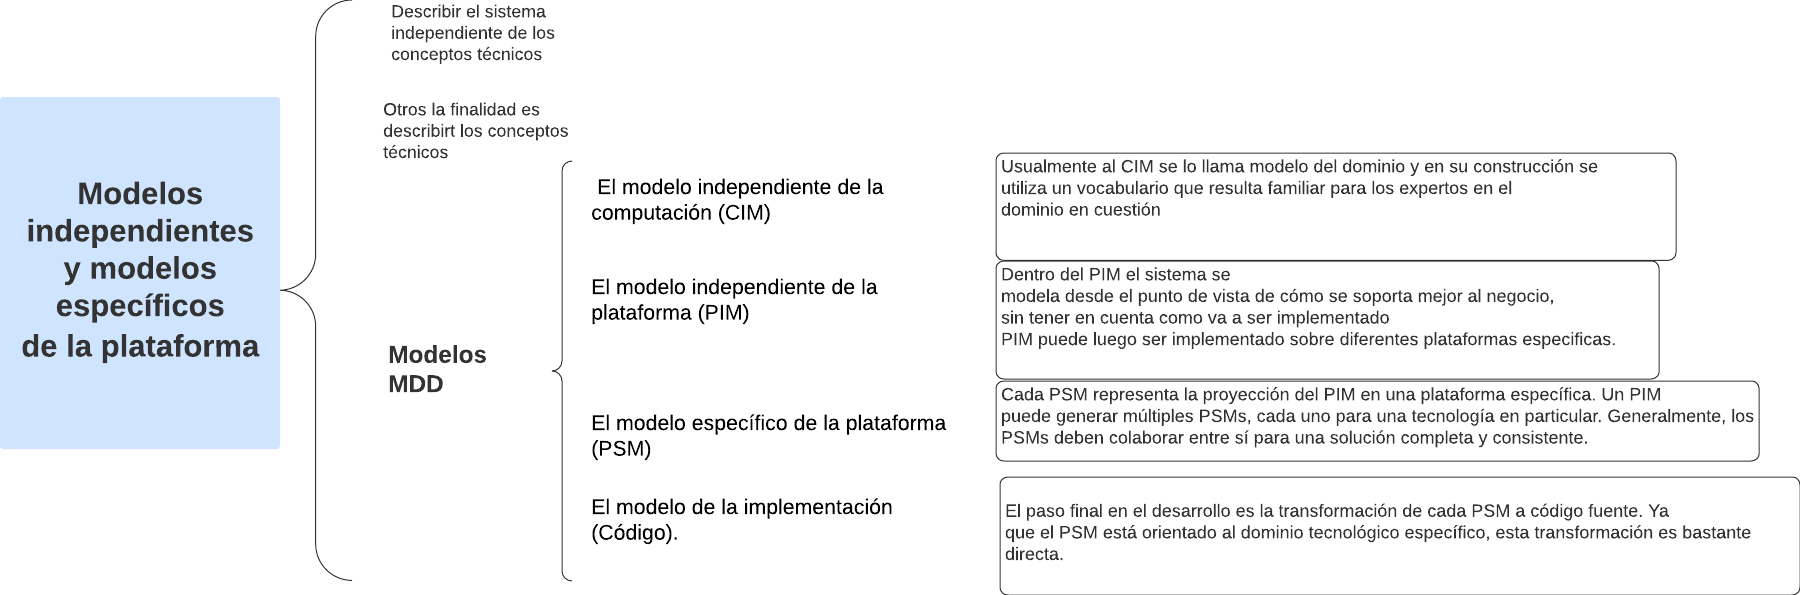 Modelos
independientes
y modelos
específicos
de la plataforma
Describir el sistema
independiente de los
conceptos técnicos
Otros la finalidad es
describirt los conceptos
técnicos
Modelos
MDD
El modelo independiente de la
computación (CIM)
Usualmente al CIM se lo llama modelo del dominio y en su construcción se
utiliza un vocabulario que resulta familiar para los expertos en el
dominio en cuestión
El modelo independiente de la
plataforma (PIM)
Dentro del PIM el sistema se
modela desde el punto de vista de cómo se soporta mejor al negocio,
sin tener en cuenta como va a ser implementado
PIM puede luego ser implementado sobre diferentes plataformas especificas.
El modelo específico de la plataforma
(PSM)
Cada PSM representa la proyección del PIM en una plataforma específica. Un PIM
puede generar múltiples PSMs, cada uno para una tecnología en particular. Generalmente, los
PSMs deben colaborar entre sí para una solución completa y consistente.
El modelo de la implementación
(Código).
El paso final en el desarrollo es la transformación de cada PSM a código fuente. Ya
que el PSM está orientado al dominio tecnológico específico, esta transformación es bastante
directa.